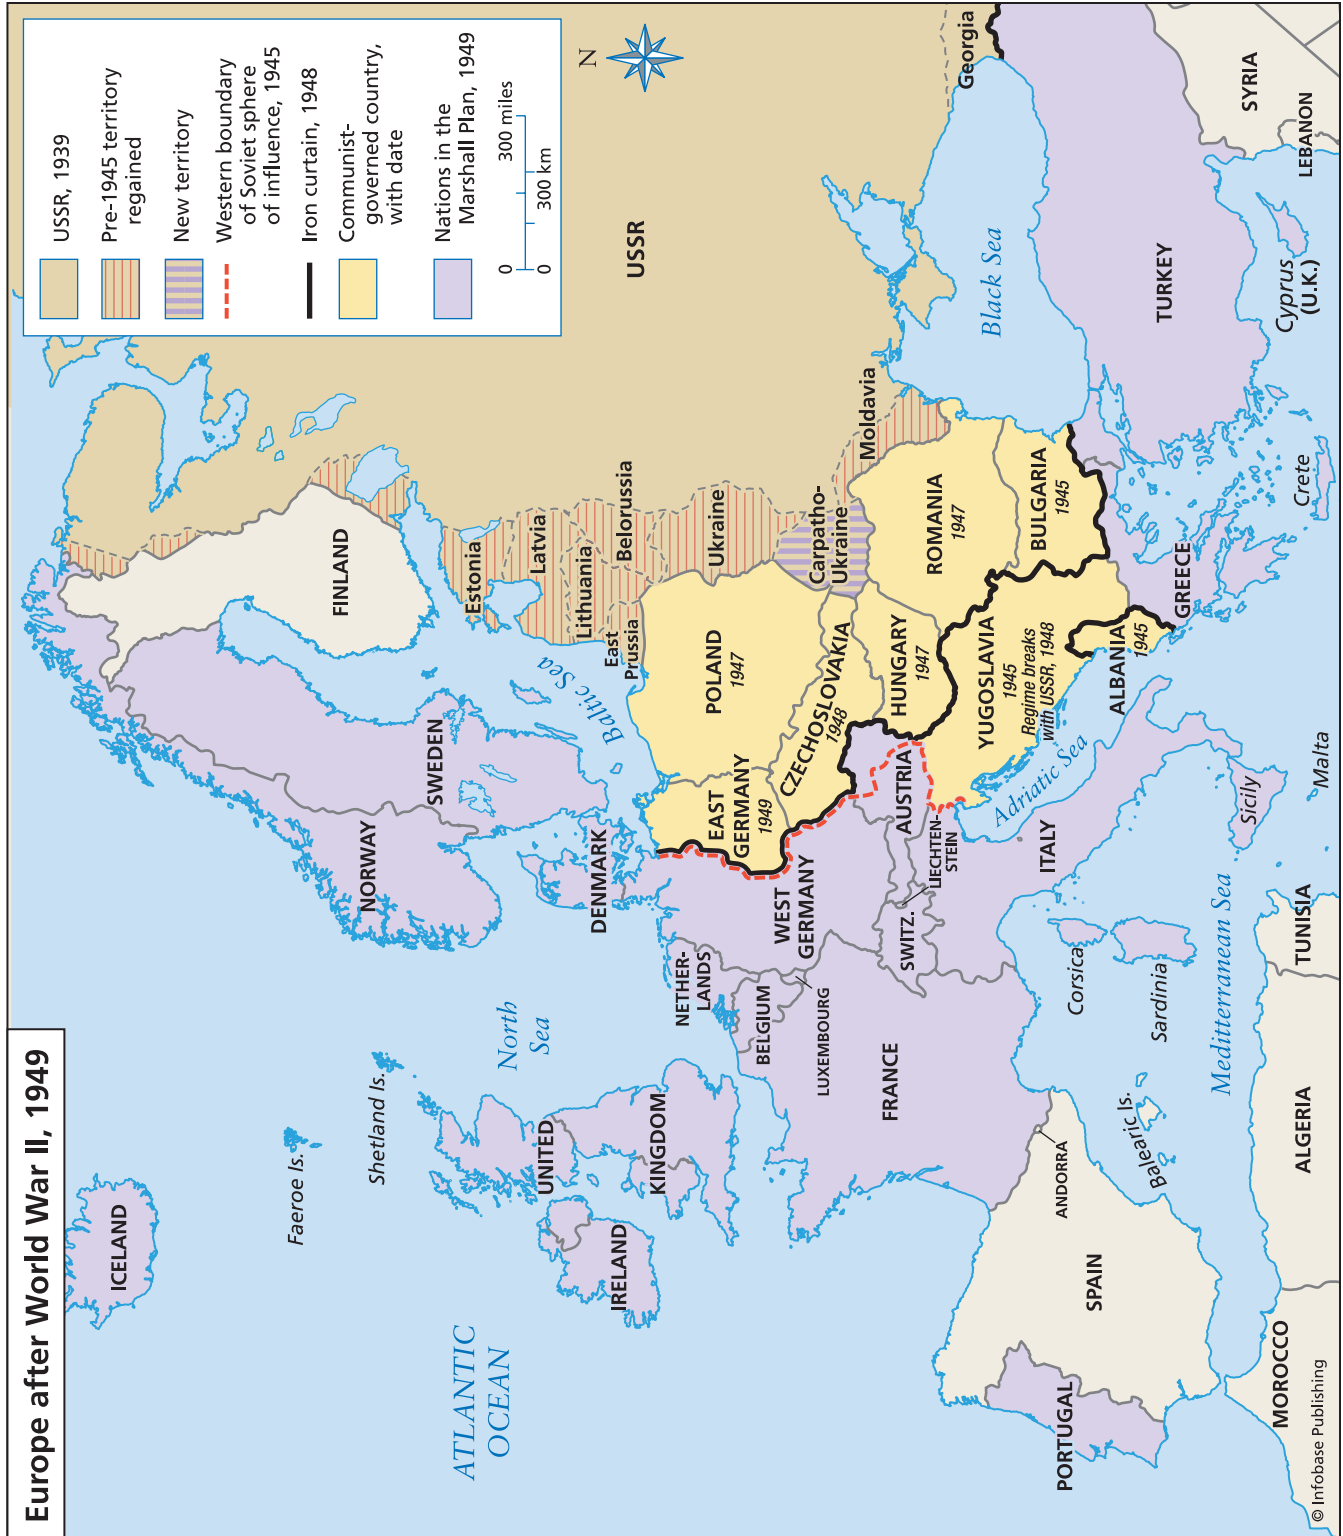 Europe after World War II, 1949
USSR, 1939
Pre-1945 territory
regained
New territory
Western boundary
of Soviet sphere
of influence, 1945
Iron curtain, 1948
Communist-
governed country,
with date
Nations in the
Marshall Plan, 1949
0
300 miles
0
300 km
N
ICELAND
Faeroe Is.
Shetland Is.
ATLANTIC
OCEAN
North
Sea
NORWAY
SWEDEN
FINLAND
Baltic Sea
Estonia
Latvia
Lithuania
East
Prussia
Belorussia
Ukraine
Carpatho-
Ukraine
Moldavia
USSR
Georgia
DENMARK
UNITED
KINGDOM
IRELAND
NETHER-
LANDS
BELGIUM
LUXEMBOURG
WEST
GERMANY
EAST
GERMANY
1949
POLAND
1947
CZECHOSLOVAKIA
1948
HUNGARY
1947
ROMANIA
1947
BULGARIA
1945
YUGOSLAVIA
1945
Regime breaks
with USSR, 1948
ALBANIA
1945
AUSTRIA
LIECHTEN-
STEIN
SWITZ.
FRANCE
ITALY
Adriatic Sea
Black Sea
TURKEY
GREECE
Crete
Cyprus
(U.K.)
SYRIA
LEBANON
Corsica
Sardinia
Sicily
Malta
Mediterranean Sea
Balearic Is.
ANDORRA
SPAIN
PORTUGAL
MOROCCO
ALGERIA
TUNISIA
© Infobase Publishing